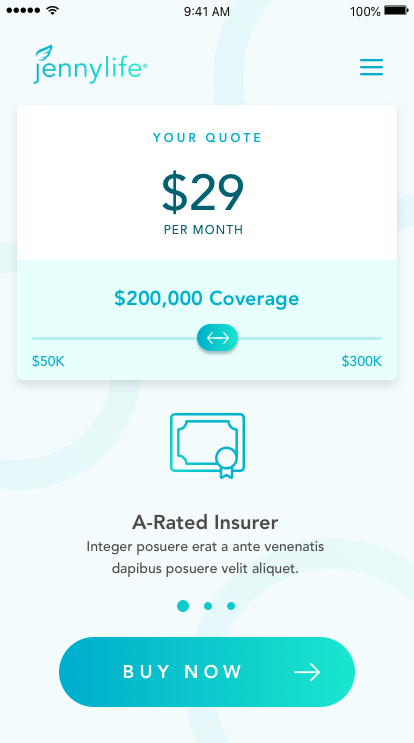 9:41 AM
100%
jennylife®
YOUR QUOTE
$29
PER MONTH
$200,000 Coverage
$50K
$300K
A-Rated Insurer
Integer posuere erat a ante venenatis
dapibus posuere velit aliquet.
BUY NOW